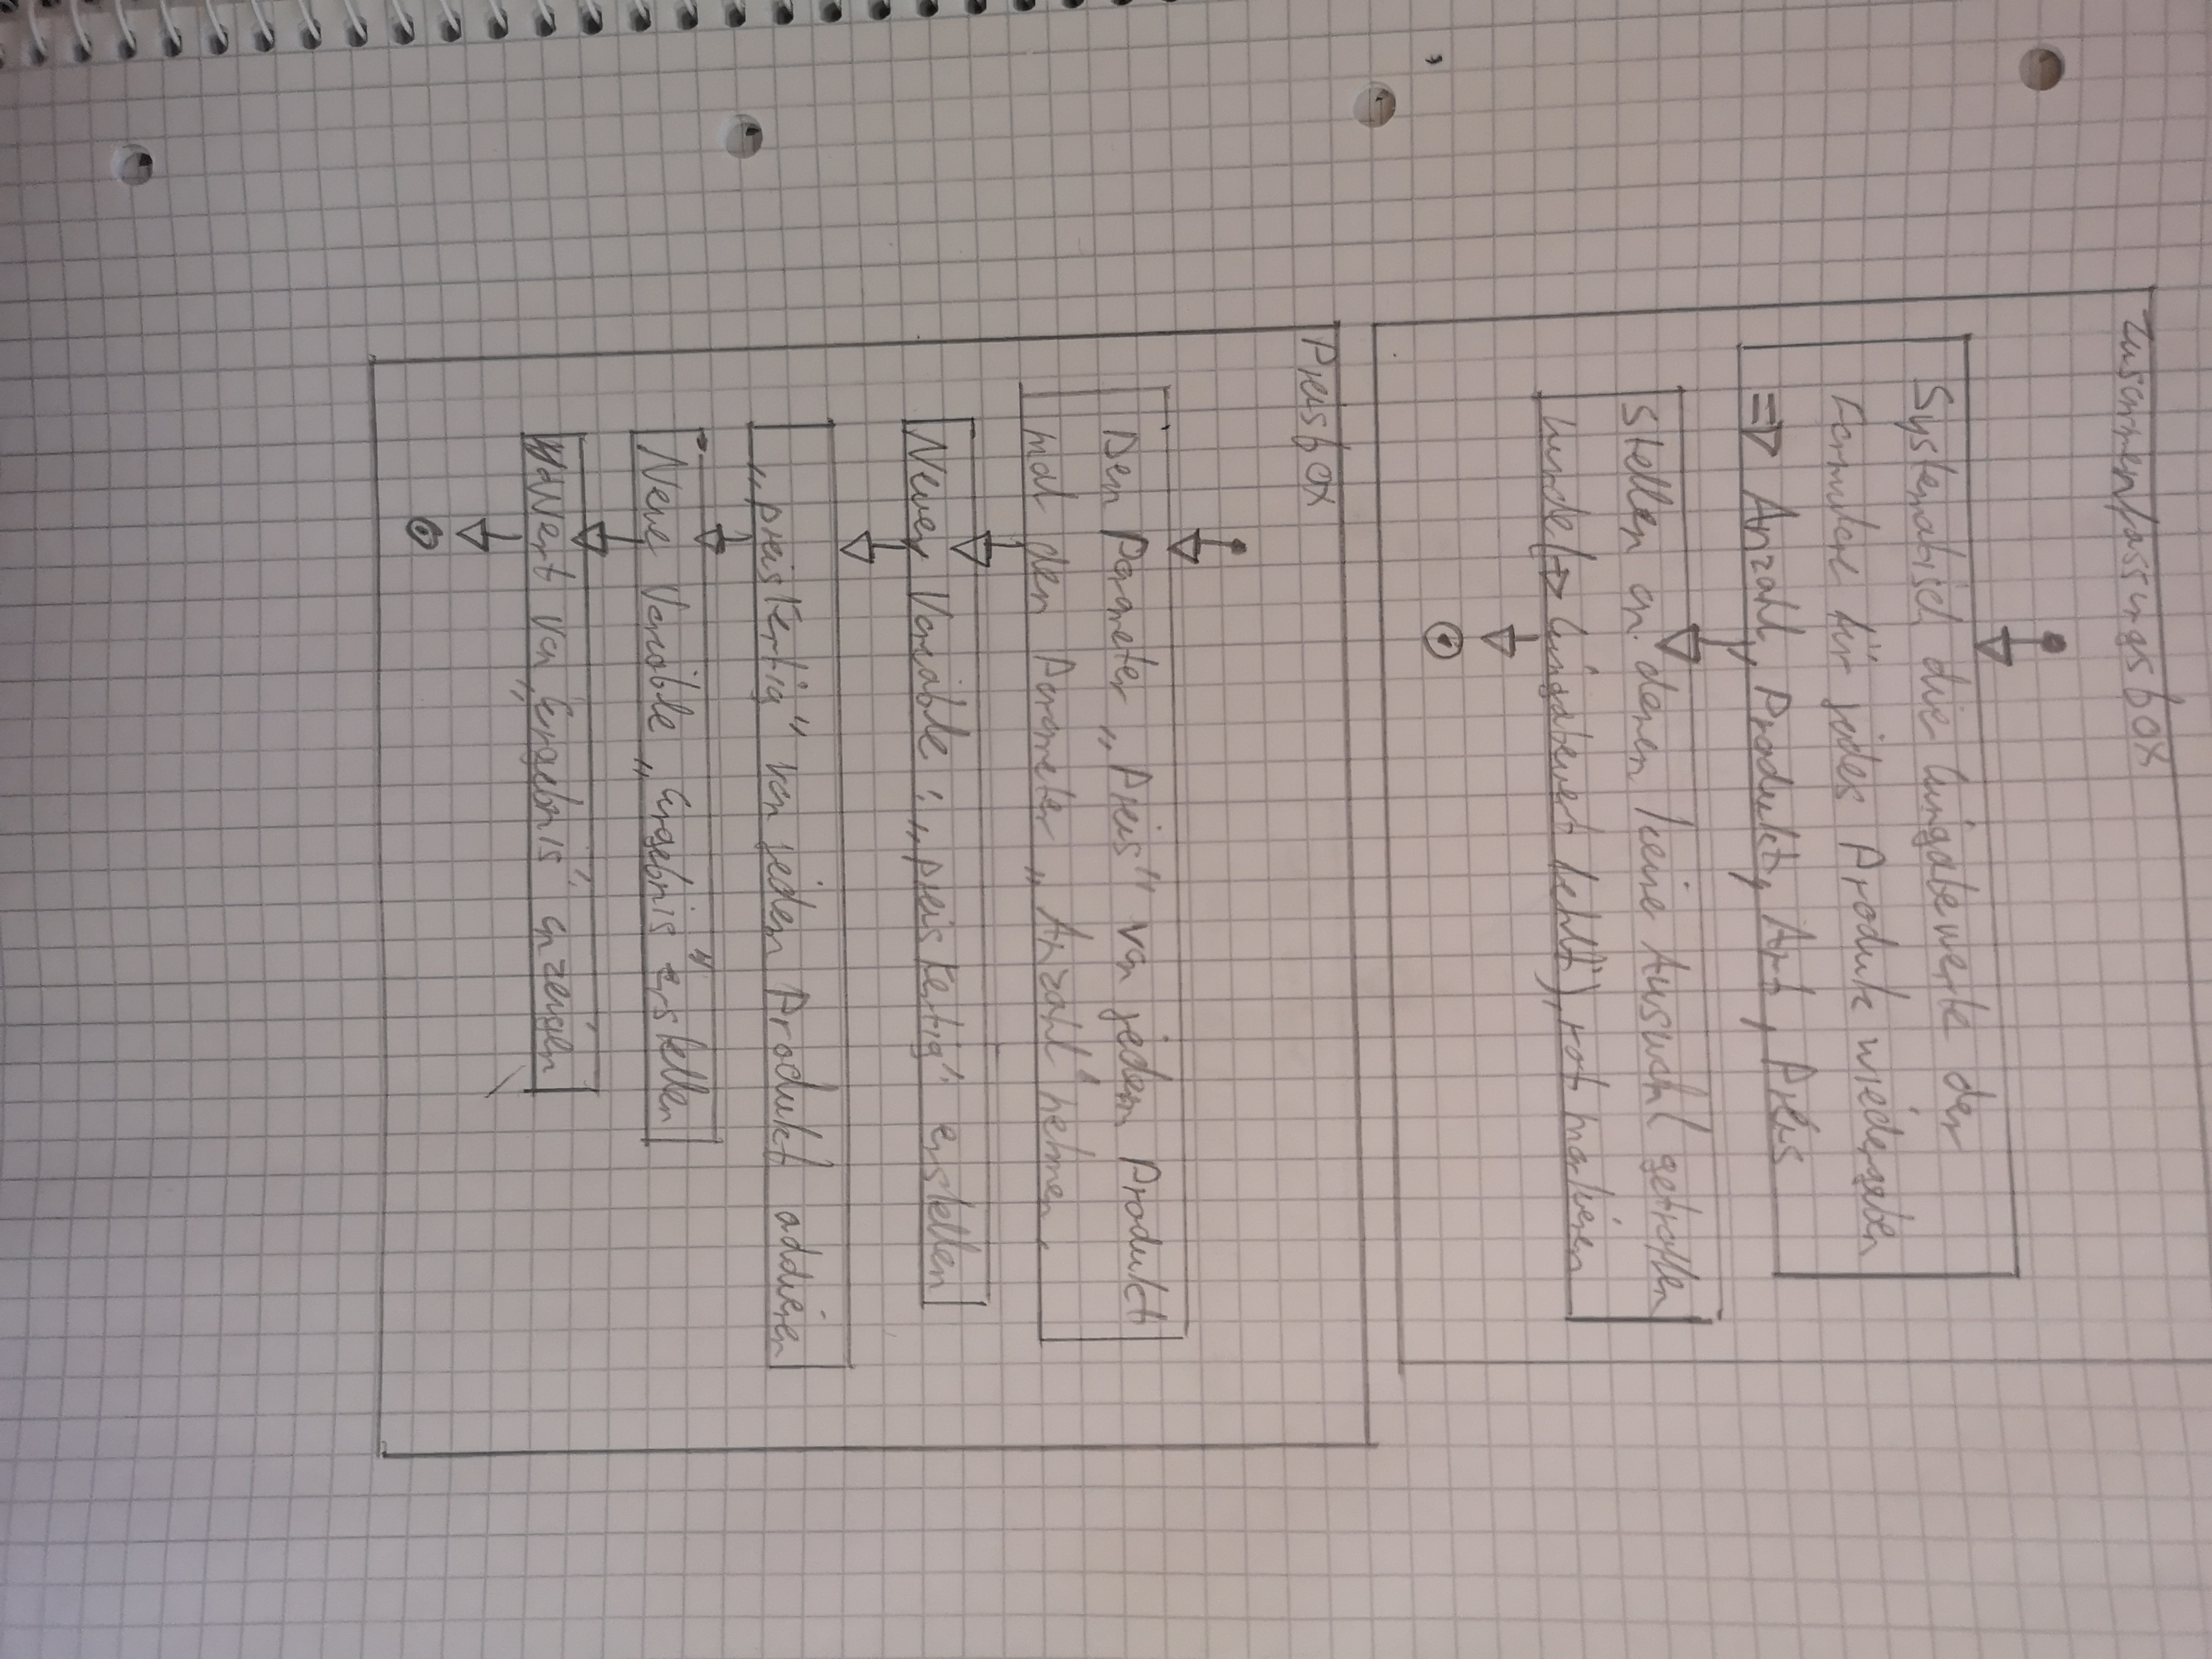 Zusammenfassungsbox
Systematisch die Eingabewerte der
Formulare für jedes Produkt wiedergeben
=> Anzahl, Produkt, Art, Preis
Stellen an denen keine Auswahl getroffen
wurde(=> Eingabewert fehlt), rot markieren
Preisbox
Den Parameter „Preis" von jedem Produkt
mal den Parameter „Anzahl" nehmen
Neuer Variable: „preisFertig" erstellen
„preisFertig" von jedem Produkt addieren
Neue Variable „Ergebnis" erstellen
Wert von „Ergebnis" anzeigen